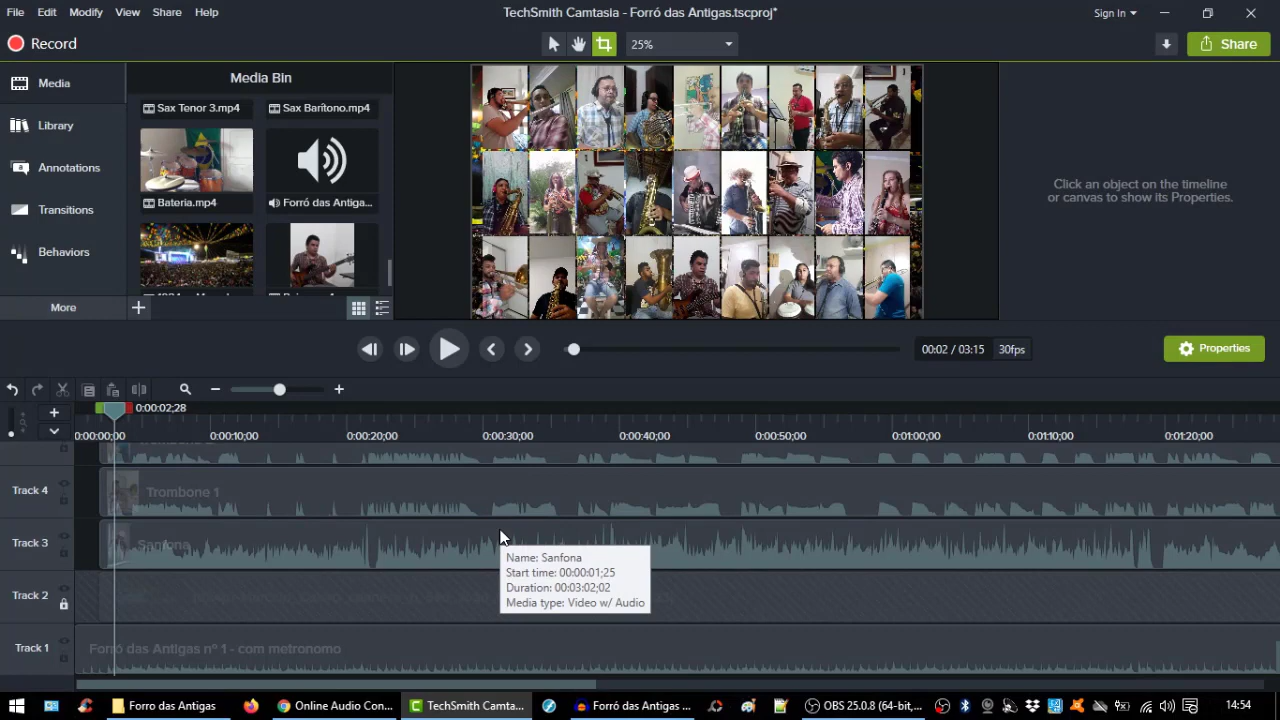 File Edit Modify View Share Help
TechSmith Camtasia - Forró das Antigas.tscproj*
Sign In
Record
25%
Share
Media
Library
Annotations
Transitions
Behaviors
More
Media Bin
Sax Tenor 3.mp4
Sax Barítono.mp4
Bateria.mp4
Forró das Antiga...
Click an object on the timeline
or canvas to show its Properties.
00:02 / 03:15 30fps
Properties
0:00:02;28
0:00:00;00 0:00:10;00 0:00:20;00 0:00:30;00 0:00:40;00 0:00:50;00 0:01:00;00 0:01:10;00 0:01:20;00
Track 4
Trombone 1
Track 3
Sanfona
Name: Sanfona
Start time: 00:00:01;25
Duration: 00:03:02;02
Media type: Video w/ Audio
Track 2
Track 1
Forró das Antigas nº 1 - com metronomo
Forro das Antigas
Online Audio Con...
TechSmith Camta...
Forró das Antigas ...
OBS 25.0.8 (64-bit,...
14:54